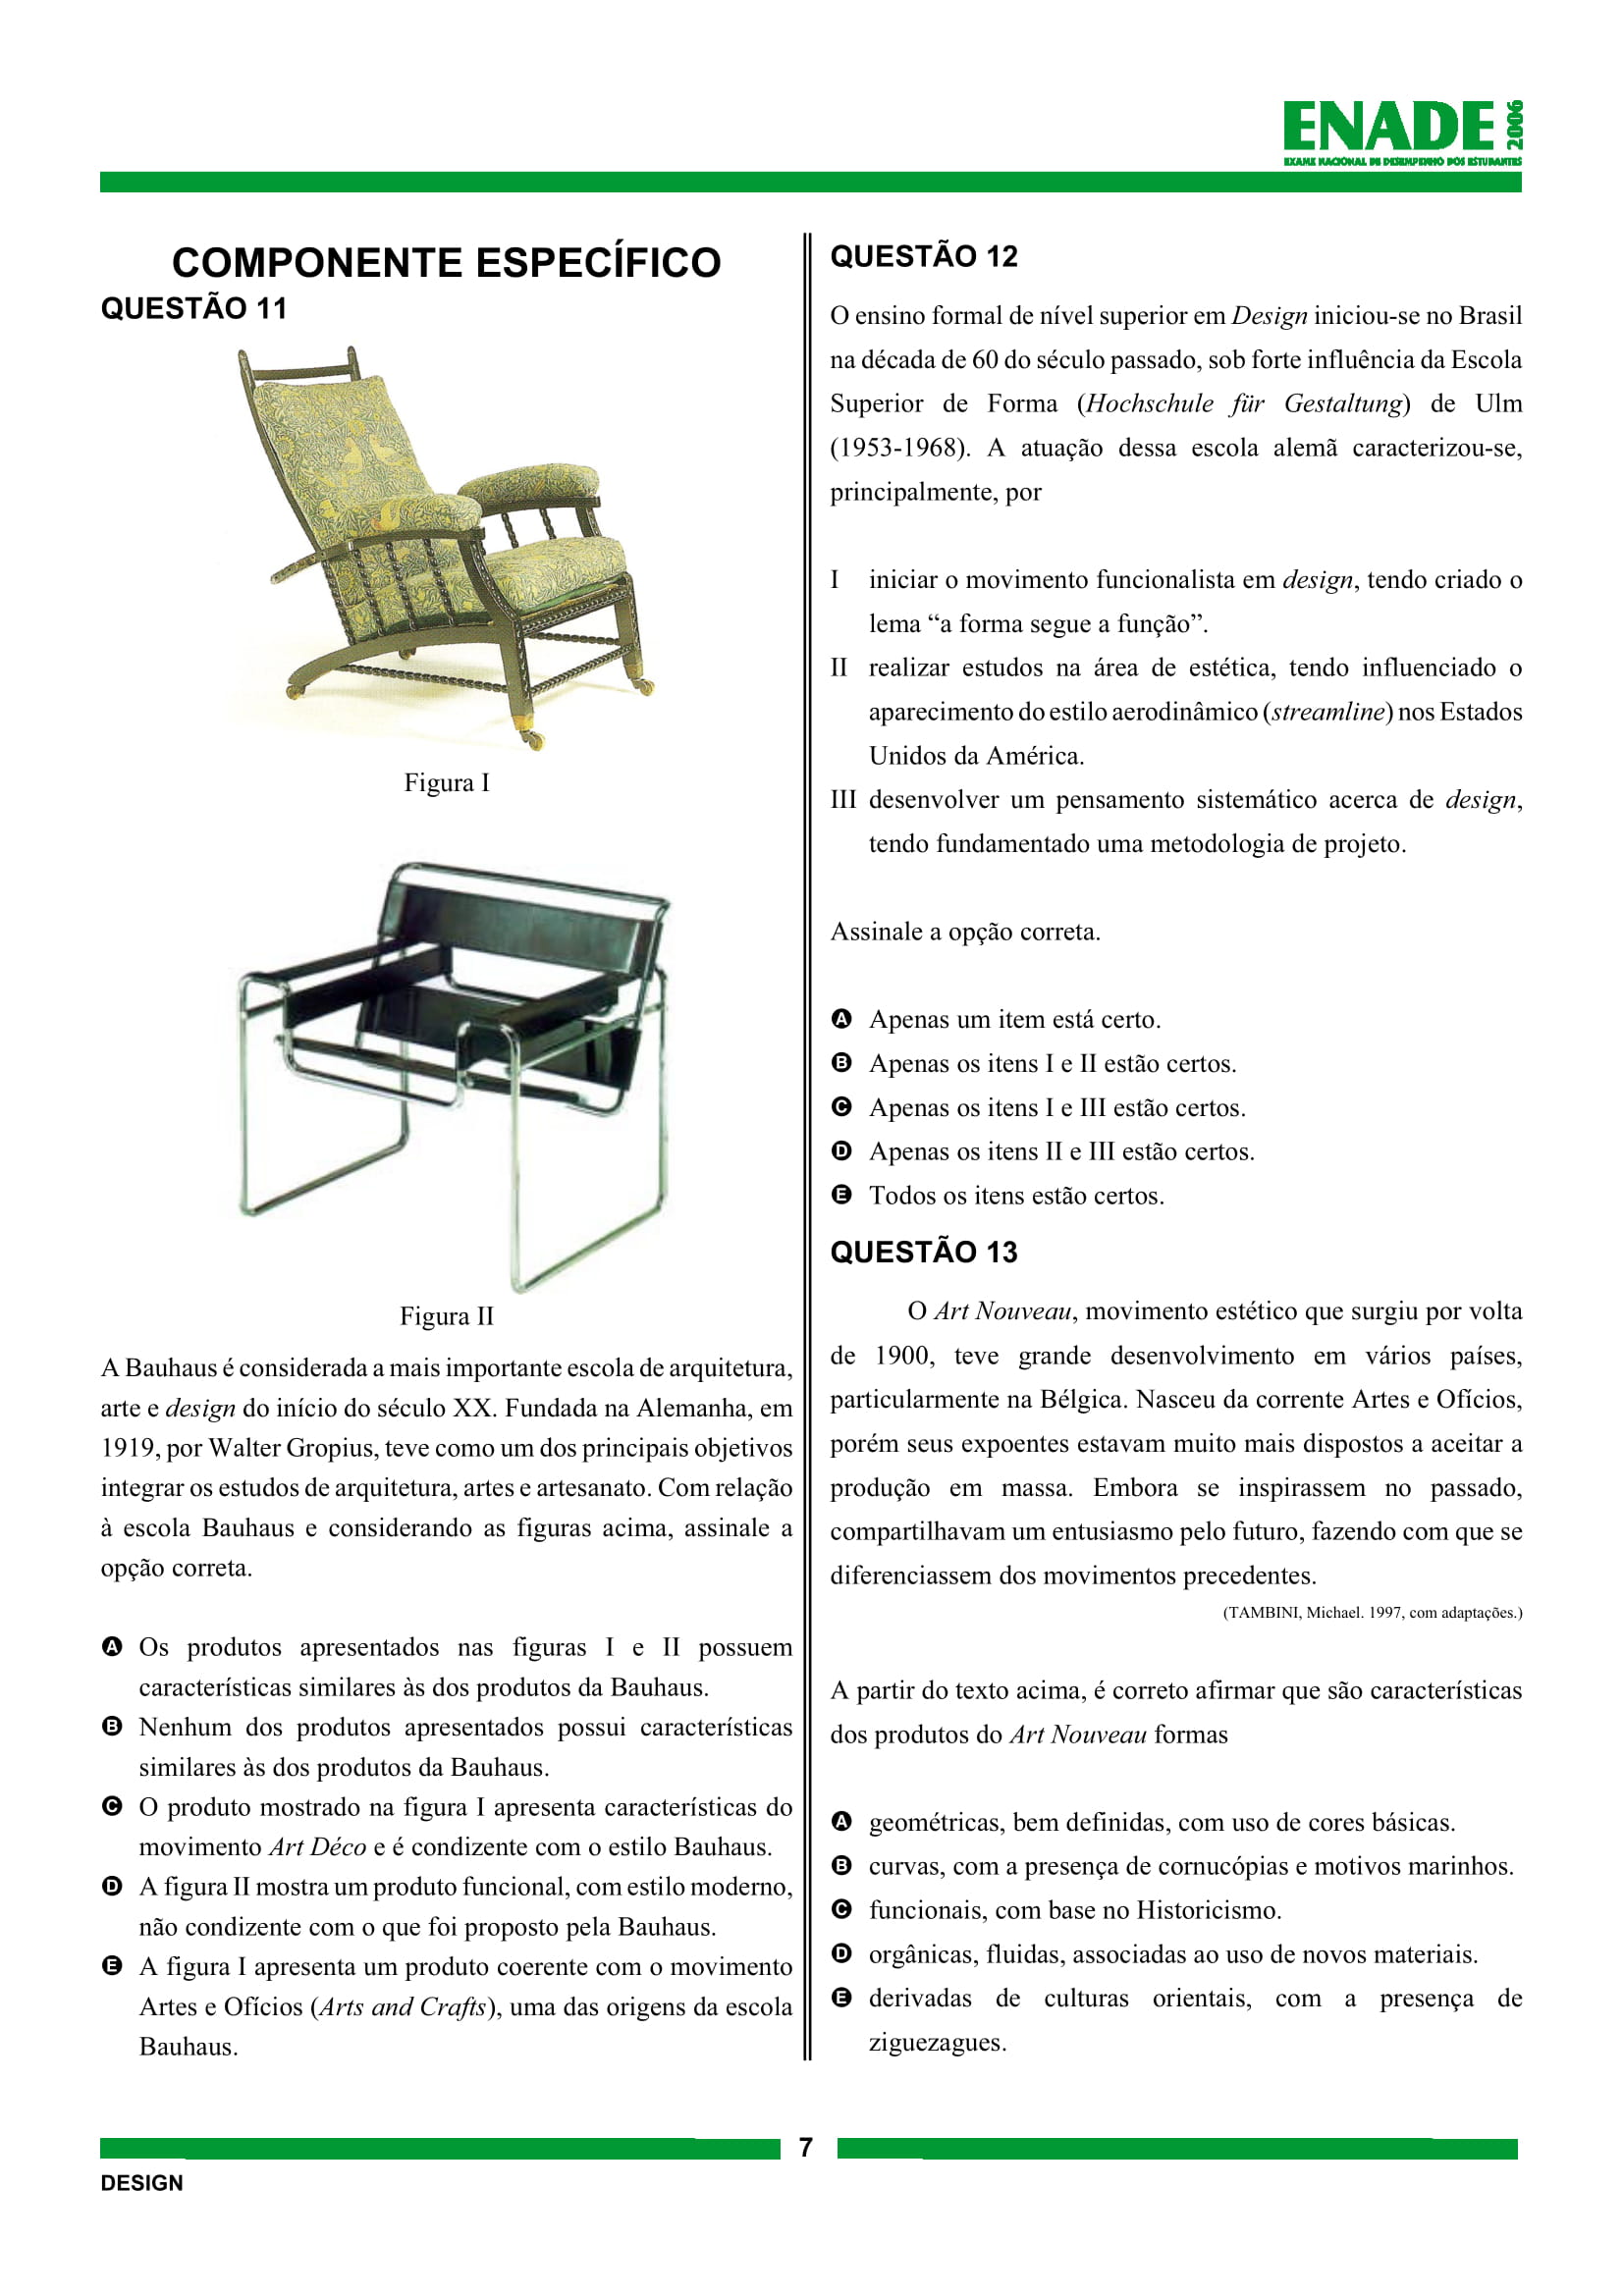 ENADE 2006
EXAME NACIONAL DE DESEMPENHO DOS ESTUDANTES
COMPONENTE ESPECÍFICO
QUESTÃO 11
Figura I
Figura II
A Bauhaus é considerada a mais importante escola de arquitetura,
arte e design do início do século XX. Fundada na Alemanha, em
1919, por Walter Gropius, teve como um dos principais objetivos
integrar os estudos de arquitetura, artes e artesanato. Com relação
à escola Bauhaus e considerando as figuras acima, assinale a
opção correta.
A Os produtos apresentados nas figuras I e II possuem
características similares às dos produtos da Bauhaus.
B Nenhum dos produtos apresentados possui características
similares às dos produtos da Bauhaus.
C O produto mostrado na figura I apresenta características do
movimento Art Déco e é condizente com o estilo Bauhaus.
D A figura II mostra um produto funcional, com estilo moderno,
não condizente com o que foi proposto pela Bauhaus.
E A figura I apresenta um produto coerente com o movimento
Artes e Ofícios (Arts and Crafts), uma das origens da escola
Bauhaus.
QUESTÃO 12
O ensino formal de nível superior em Design iniciou-se no Brasil
na década de 60 do século passado, sob forte influência da Escola
Superior de Forma (Hochschule für Gestaltung) de Ulm
(1953-1968). A atuação dessa escola alemã caracterizou-se,
principalmente, por
I iniciar o movimento funcionalista em design, tendo criado o
lema “a forma segue a função”.
II realizar estudos na área de estética, tendo influenciado o
aparecimento do estilo aerodinâmico (streamline) nos Estados
Unidos da América.
III desenvolver um pensamento sistemático acerca de design,
tendo fundamentado uma metodologia de projeto.
Assinale a opção correta.
A Apenas um item está certo.
B Apenas os itens I e II estão certos.
C Apenas os itens I e III estão certos.
D Apenas os itens II e III estão certos.
E Todos os itens estão certos.
QUESTÃO 13
O Art Nouveau, movimento estético que surgiu por volta
de 1900, teve grande desenvolvimento em vários países,
particularmente na Bélgica. Nasceu da corrente Artes e Ofícios,
porém seus expoentes estavam muito mais dispostos a aceitar a
produção em massa. Embora se inspirassem no passado,
compartilhavam um entusiasmo pelo futuro, fazendo com que se
diferenciassem dos movimentos precedentes.
(TAMBINI, Michael. 1997, com adaptações.)
A partir do texto acima, é correto afirmar que são características
dos produtos do Art Nouveau formas
A geométricas, bem definidas, com uso de cores básicas.
B curvas, com a presença de cornucópias e motivos marinhos.
C funcionais, com base no Historicismo.
D orgânicas, fluidas, associadas ao uso de novos materiais.
E derivadas de culturas orientais, com a presença de
ziguezagues.
7
DESIGN